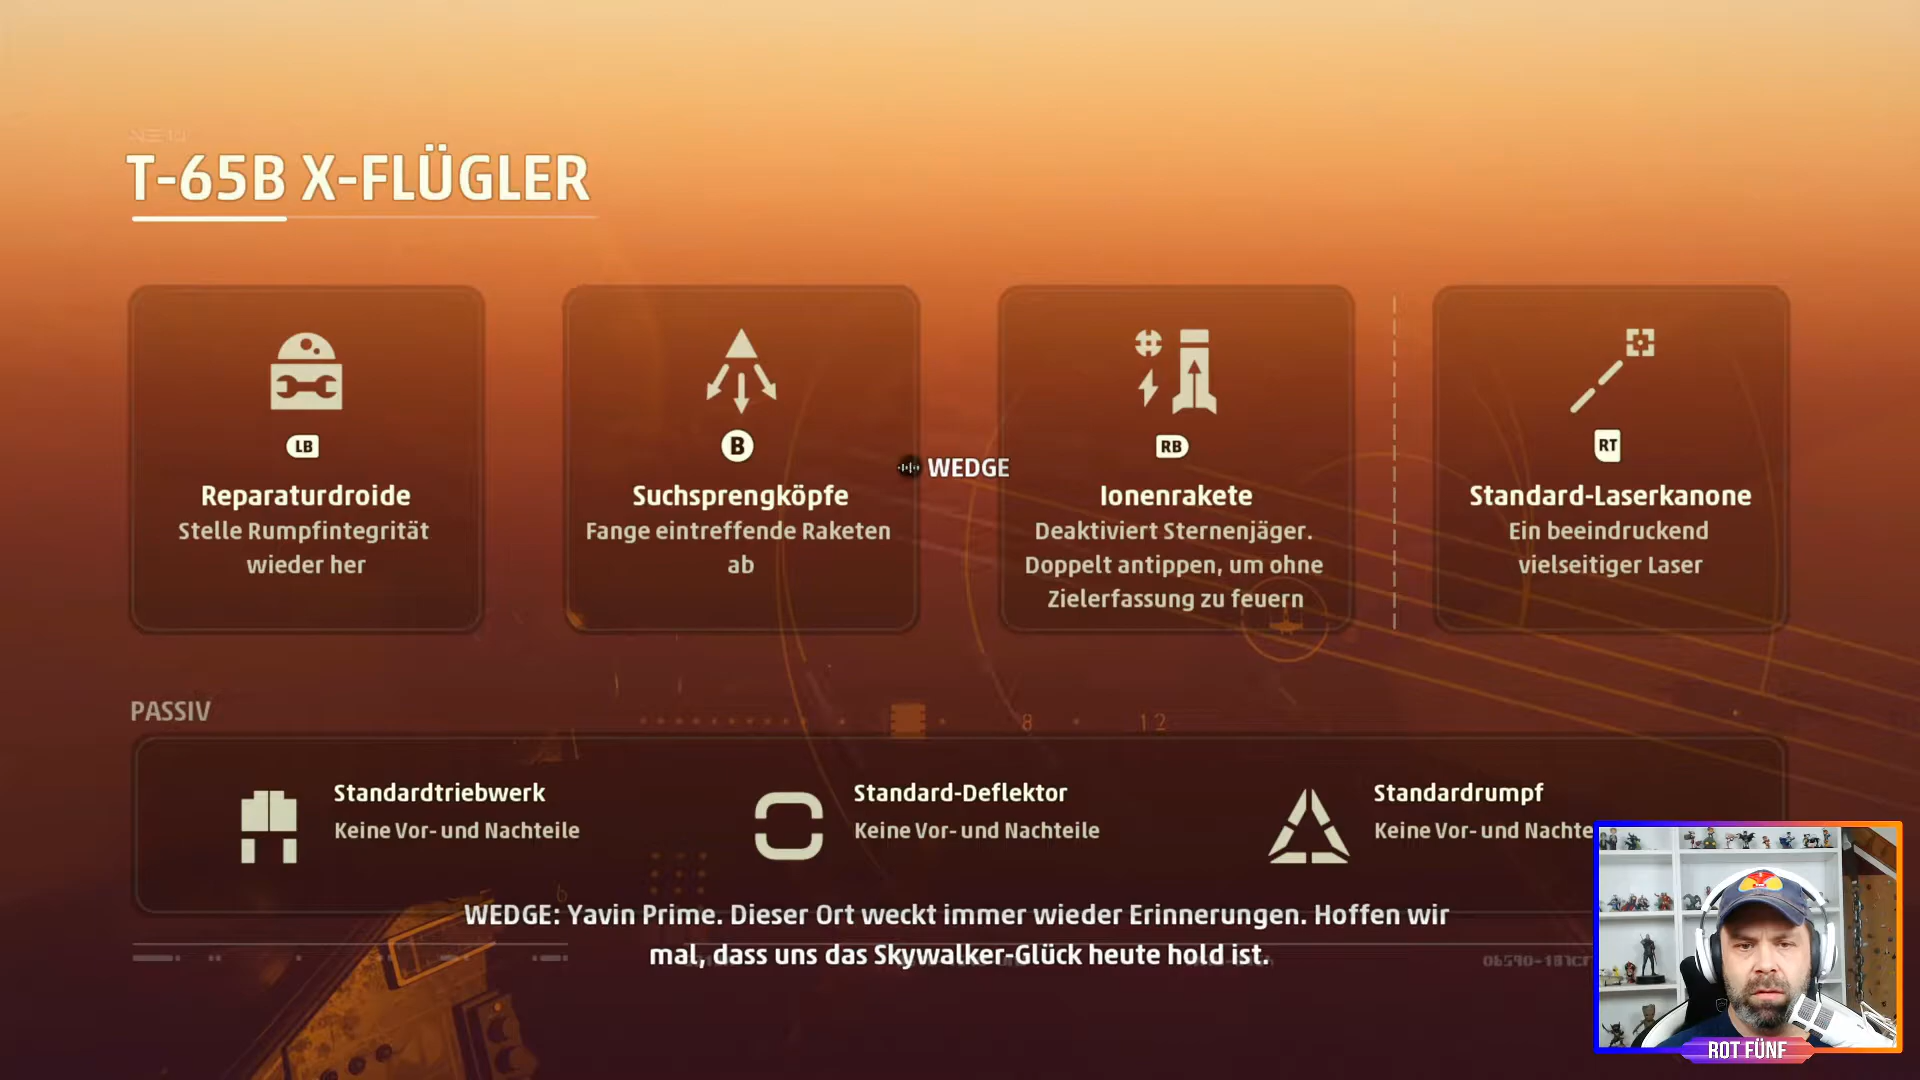 T-65B X-FLÜGLER
LB
B
RB
RT
WEDGE
Reparaturdroide
Stelle Rumpfintegrität
wieder her
Suchsprengköpfe
Fange eintreffende Raketen
ab
Ionenrakete
Deaktiviert Sternenjäger.
Doppelt antippen, um ohne
Zielerfassung zu feuern
Standard-Laserkanone
Ein beeindruckend
vielseitiger Laser
PASSIV
8
12
Standardtriebwerk
Keine Vor- und Nachteile
Standard-Deflektor
Keine Vor- und Nachteile
Standardrumpf
Keine Vor- und Nachte
6
WEDGE: Yavin Prime. Dieser Ort weckt immer wieder Erinnerungen. Hoffen wir
mal, dass uns das Skywalker-Glück heute hold ist.
ROT FÜNF